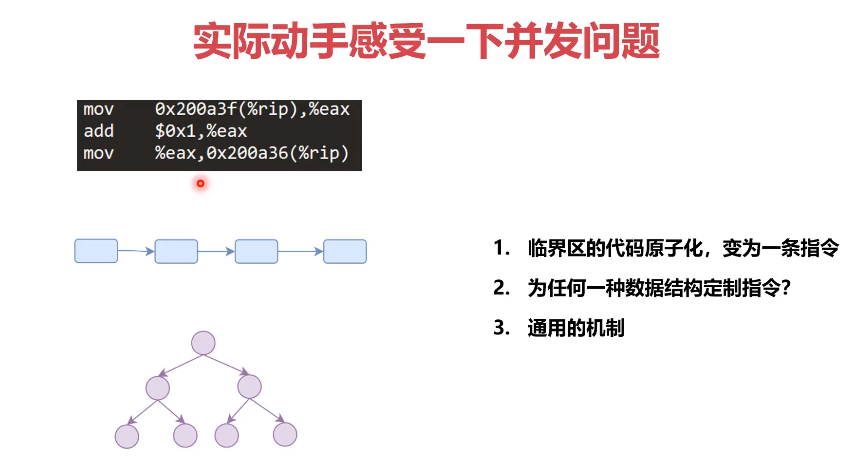 实际动手感受一下并发问题
mov 0x200a3f(%rip),%eax
add $0x1,%eax
mov %eax,0x200a36(%rip)
1. 临界区的代码原子化，变为一条指令
2. 为任何一种数据结构定制指令？
3. 通用的机制